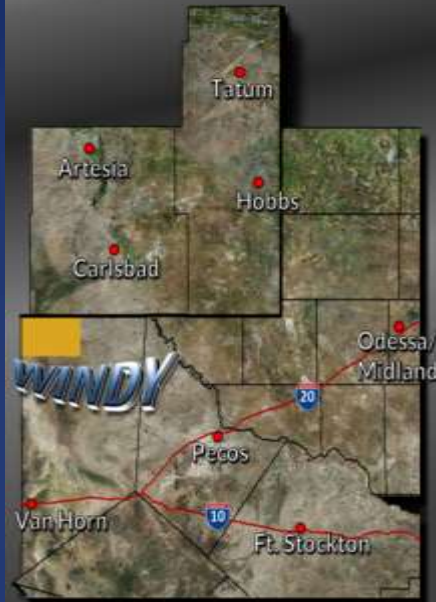 Tatum
Artesia
Hobbs
Carlsbad
Odessa/
Midland
WINDY
20
Pecos
10
Van Horn
Ft. Stockton